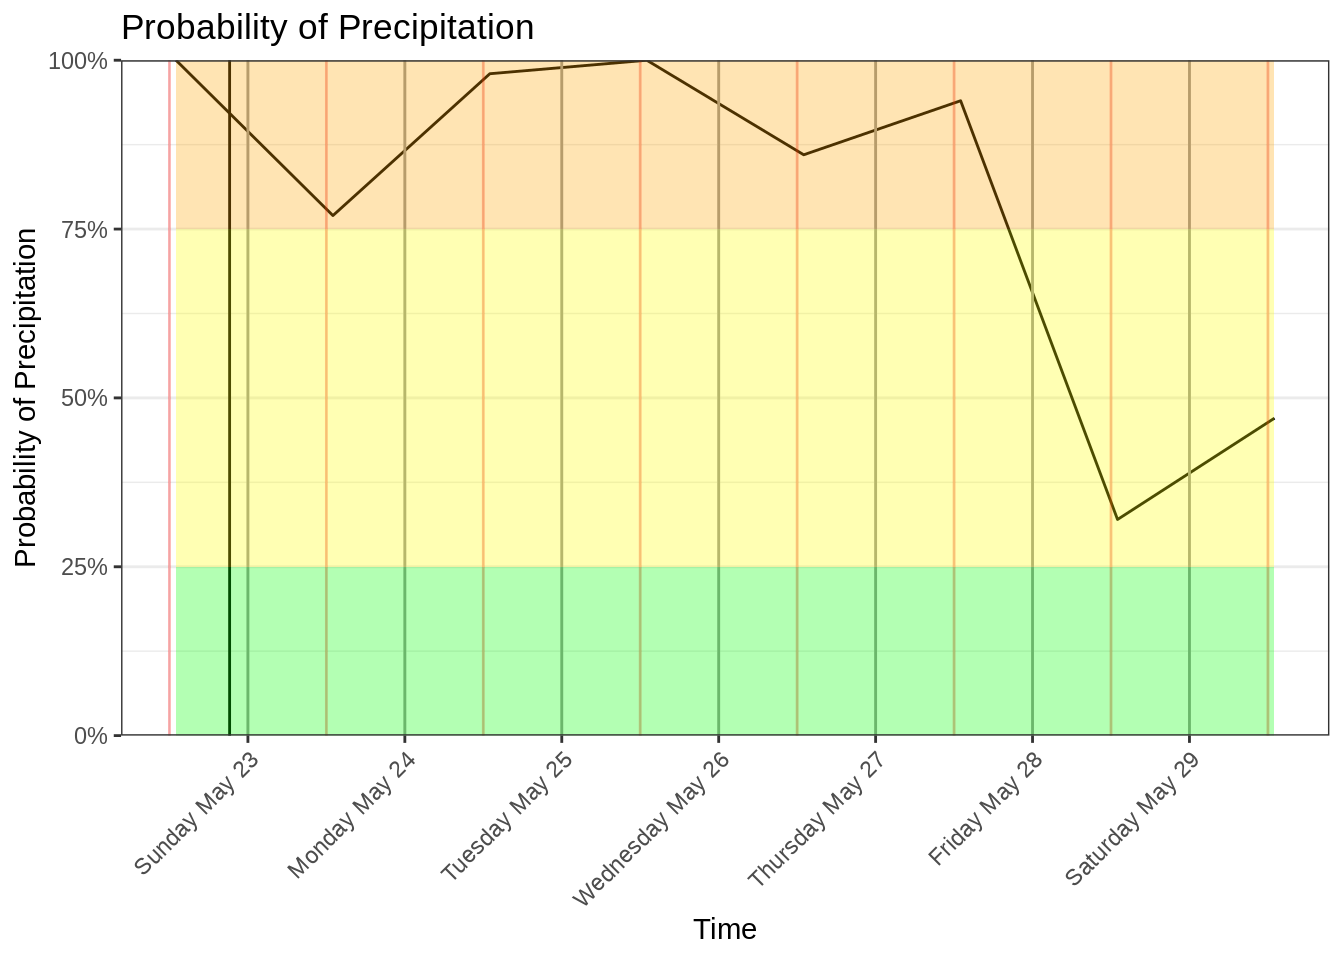 Probability of Precipitation
Probability of Precipitation
100%
75%
50%
25%
0%
Sunday May 23
Monday May 24
Tuesday May 25
Wednesday May 26
Thursday May 27
Friday May 28
Saturday May 29
Time